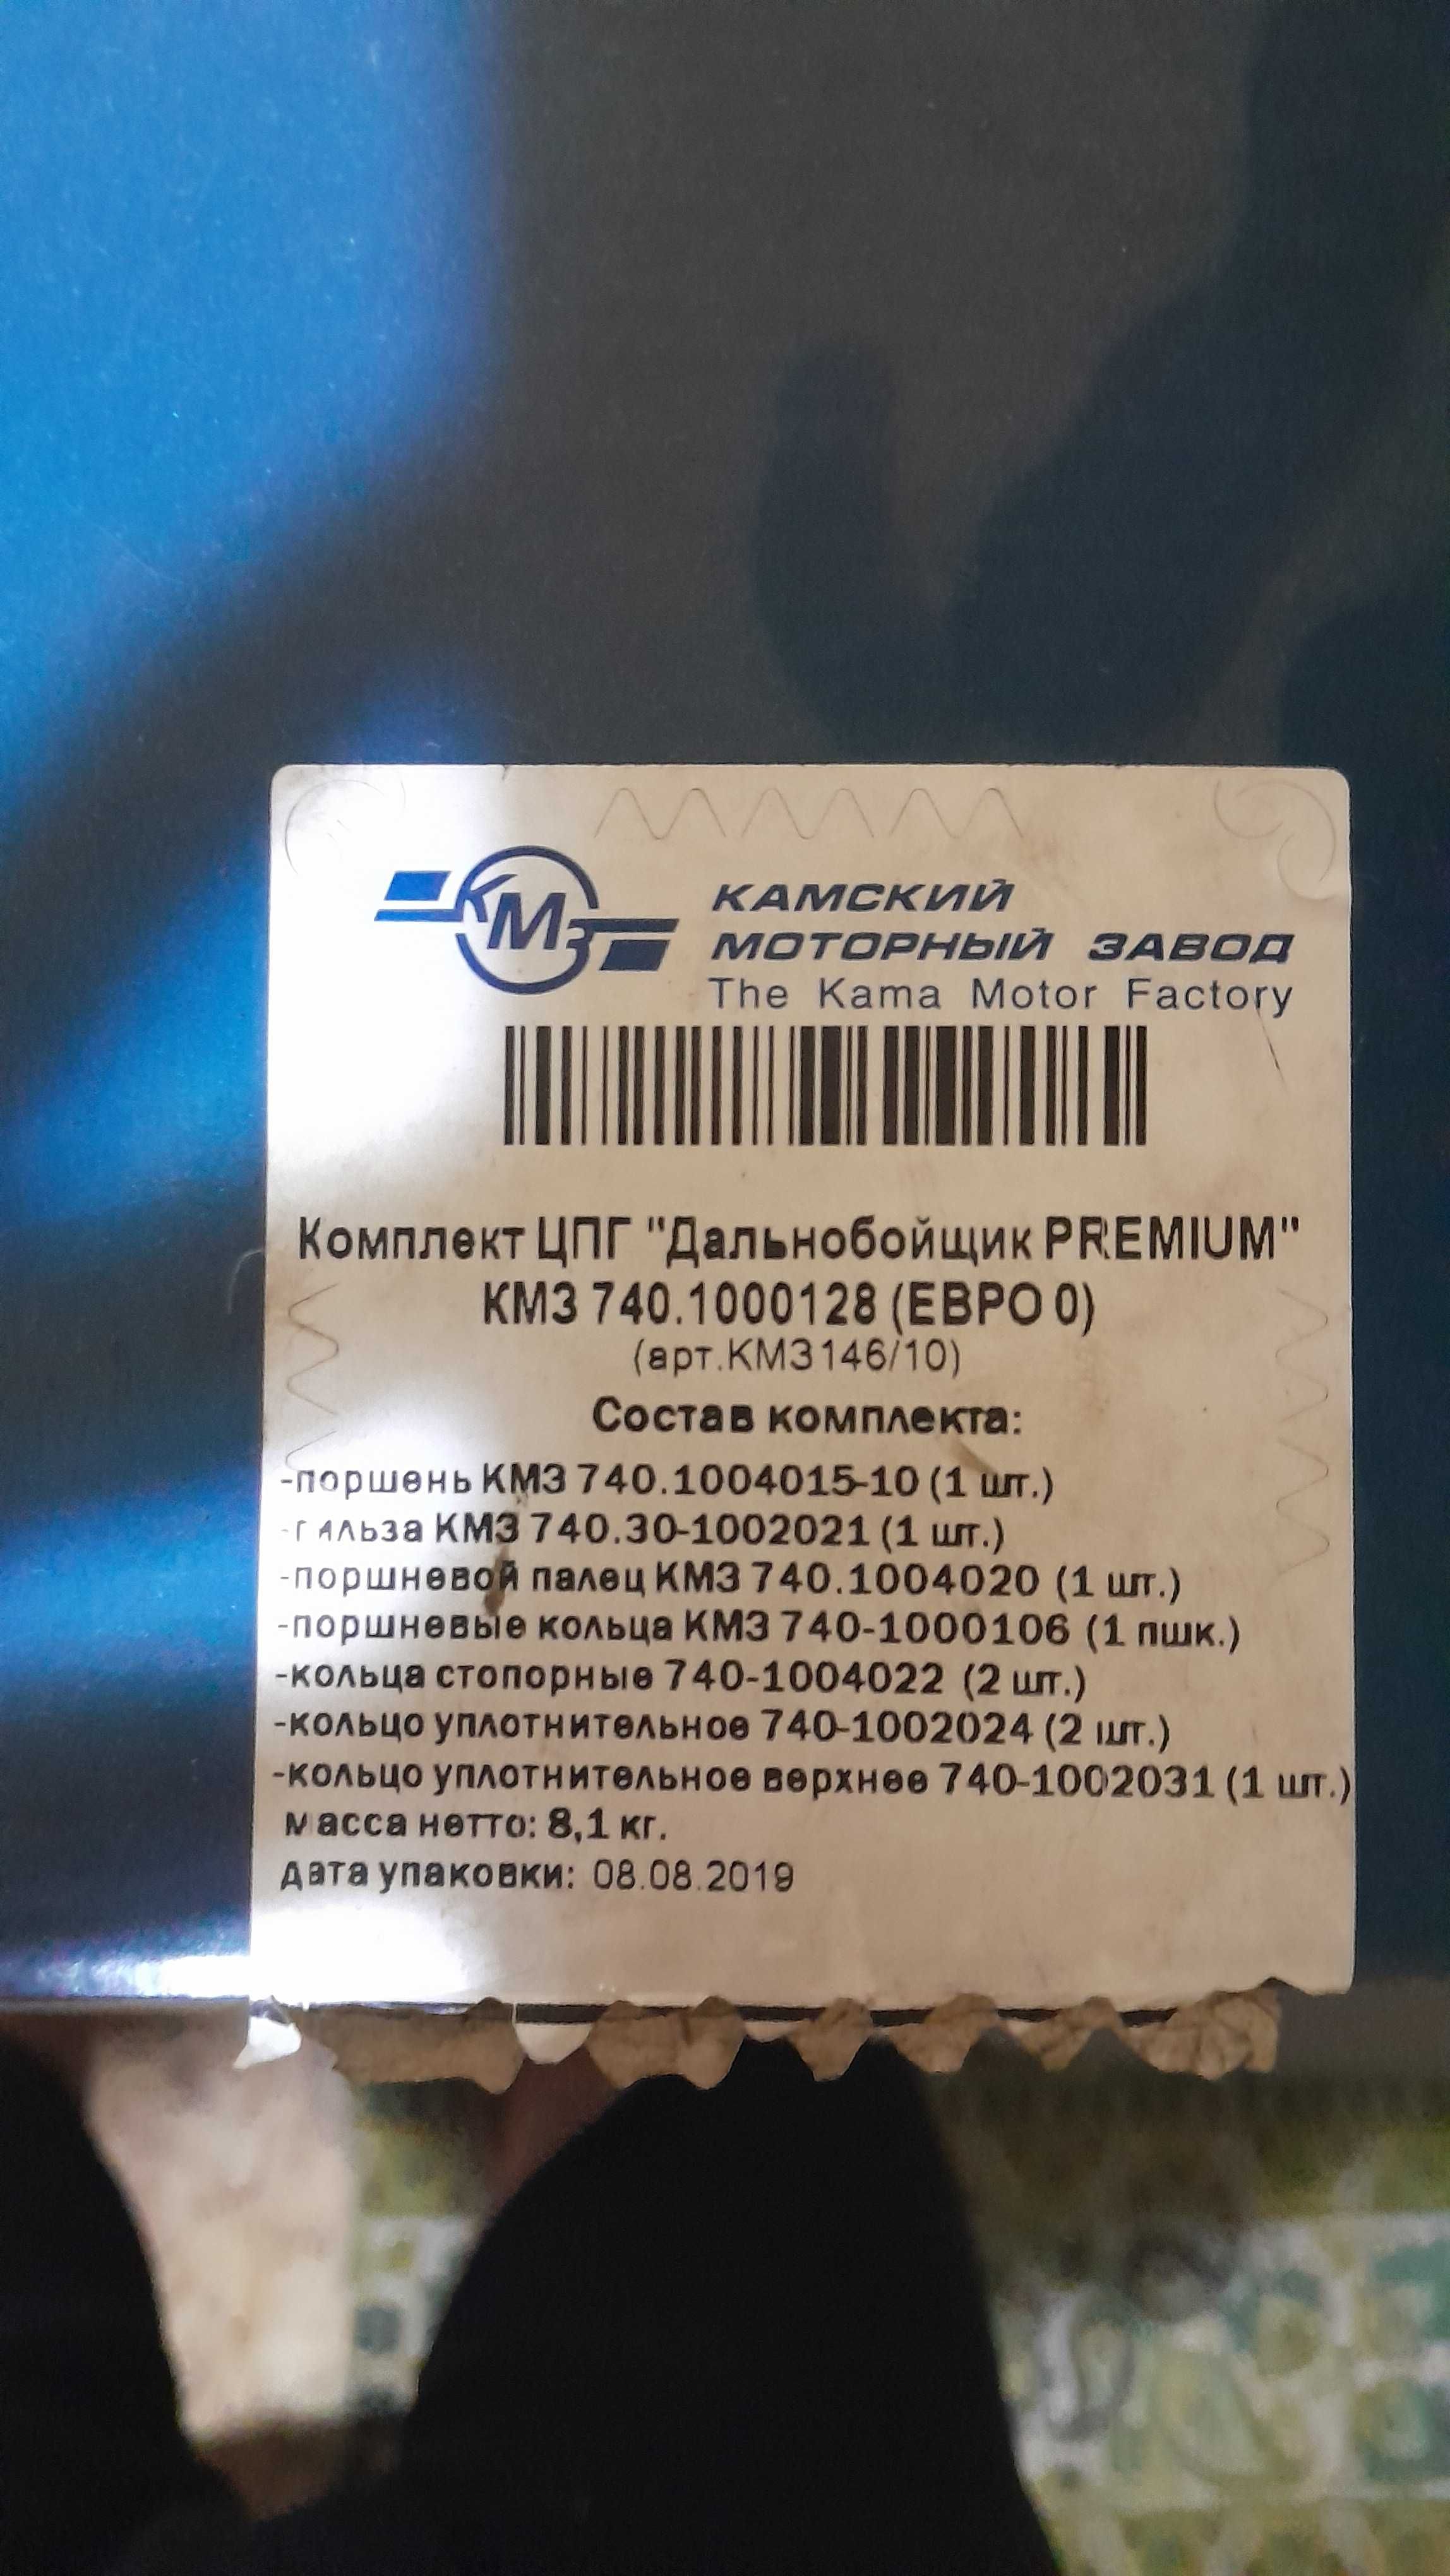 КМЗ
КАМСКИЙ
МОТОРНЫЙ ЗАВОД
The Kama Motor Factory
Комплект ЦПГ "Дальнобойщик PREMIUM"
КМЗ 740.1000128 (ЕВРО 0)
(арт.КМЗ146/10)
Состав комплекта:
-поршень КМЗ 740.1004015-10 (1 шт.)
-гильза КМЗ 740.30-1002021 (1 шт.)
-поршневой палец КМЗ 740.1004020 (1 шт.)
-поршневые кольца КМЗ 740-1000106 (1 пшк.)
-кольца стопорные 740-1004022 (2 шт.)
-кольцо уплотнительное 740-1002024 (2 шт.)
-кольцо уплотнительное верхнее 740-1002031 (1 шт.)
масса нетто: 8,1 кг.
дата упаковки: 08.08.2019